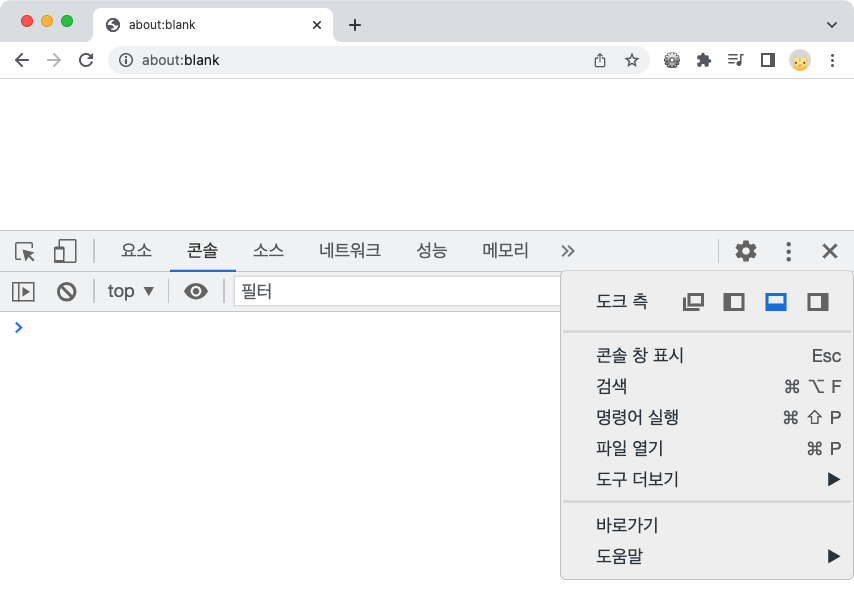 about:blank
about:blank
요소 콘솔 소스 네트워크 성능 메모리
top 필터
도크 측
콘솔 창 표시 Esc
검색 ⌘ ⌥ F
명령어 실행 ⌘ ⇧ P
파일 열기 ⌘ P
도구 더보기
바로가기
도움말